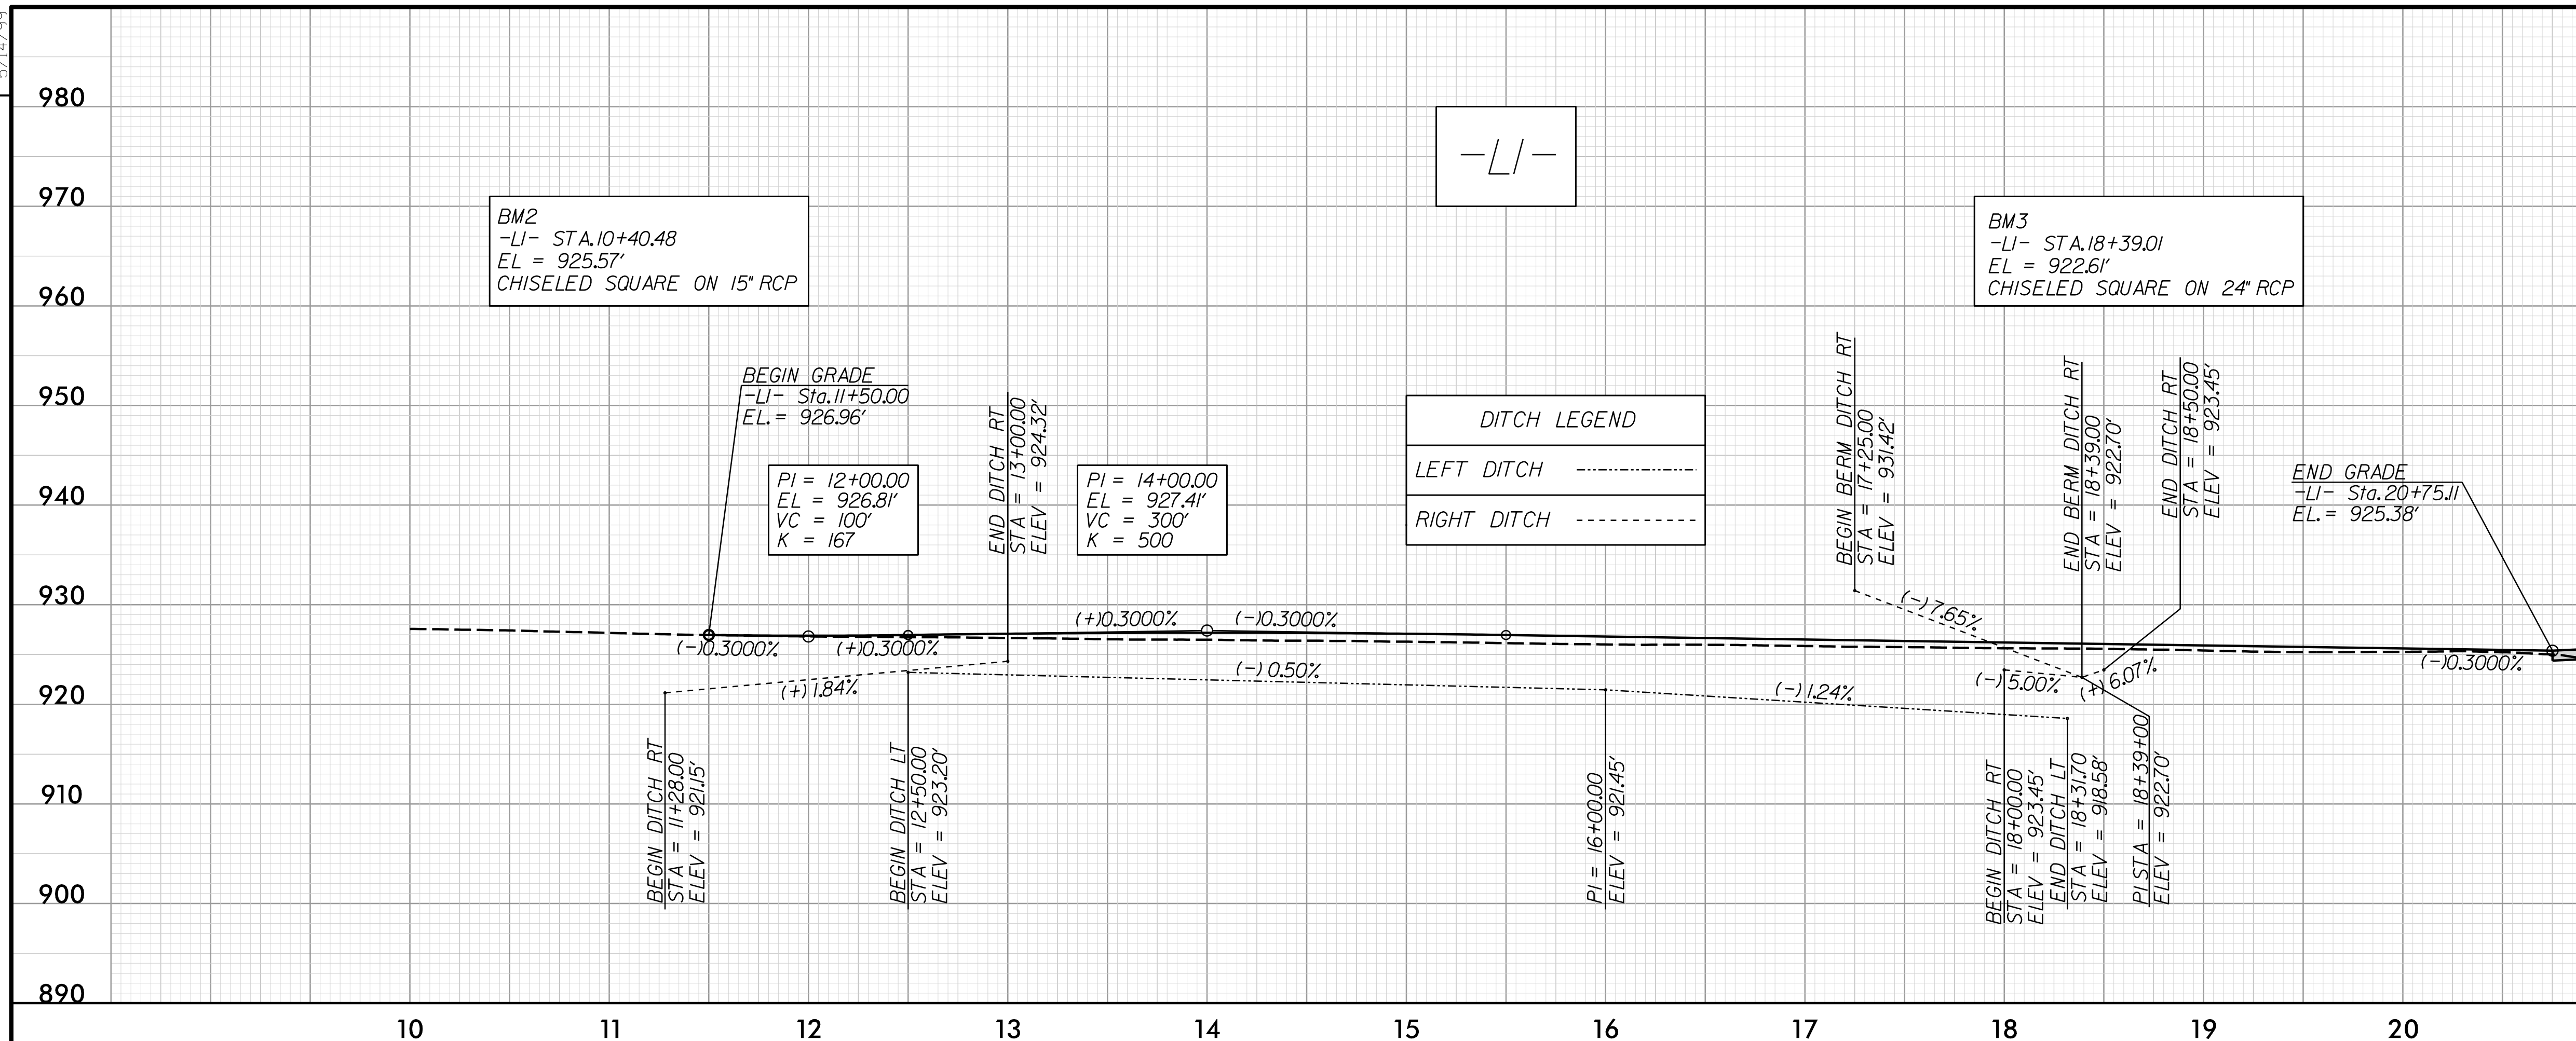 5/14/99
980
970
960
950
940
930
920
910
900
890
-L1-
BM2
-L1- STA.10+40.48
EL = 925.57'
CHISELED SQUARE ON 15" RCP
BM3
-L1- STA.18+39.01
EL = 922.61'
CHISELED SQUARE ON 24" RCP
BEGIN GRADE
-L1- Sta.11+50.00
EL.= 926.96'
PI = 12+00.00
EL = 926.81'
VC = 100'
K = 167
END DITCH RT
STA = 13+00.00
ELEV = 924.32'
PI = 14+00.00
EL = 927.41'
VC = 300'
K = 500
DITCH LEGEND
LEFT DITCH
RIGHT DITCH
BEGIN BERM DITCH RT
STA = 17+25.00
ELEV = 931.42'
END BERM DITCH RT
STA = 18+39.00
ELEV = 922.70'
END DITCH RT
STA = 18+50.00
ELEV = 923.45'
END GRADE
-L1- Sta.20+75.11
EL.= 925.38'
(-)0.3000%
(+)0.3000%
(+)0.3000%
(-)0.3000%
(-)7.65%
(-)0.3000%
(+)1.84%
(-)0.50%
(-)1.24%
(-)5.00%
(+)6.07%
BEGIN DITCH RT
STA = 11+28.00
ELEV = 921.15'
BEGIN DITCH LT
STA = 12+50.00
ELEV = 923.20'
PI = 16+00.00
ELEV = 921.45'
BEGIN DITCH RT
STA = 18+00.00
ELEV = 923.45'
END DITCH LT
STA = 18+31.70
ELEV = 918.58'
PI STA = 18+39+00
ELEV = 922.70'
10 11 12 13 14 15 16 17 18 19 20